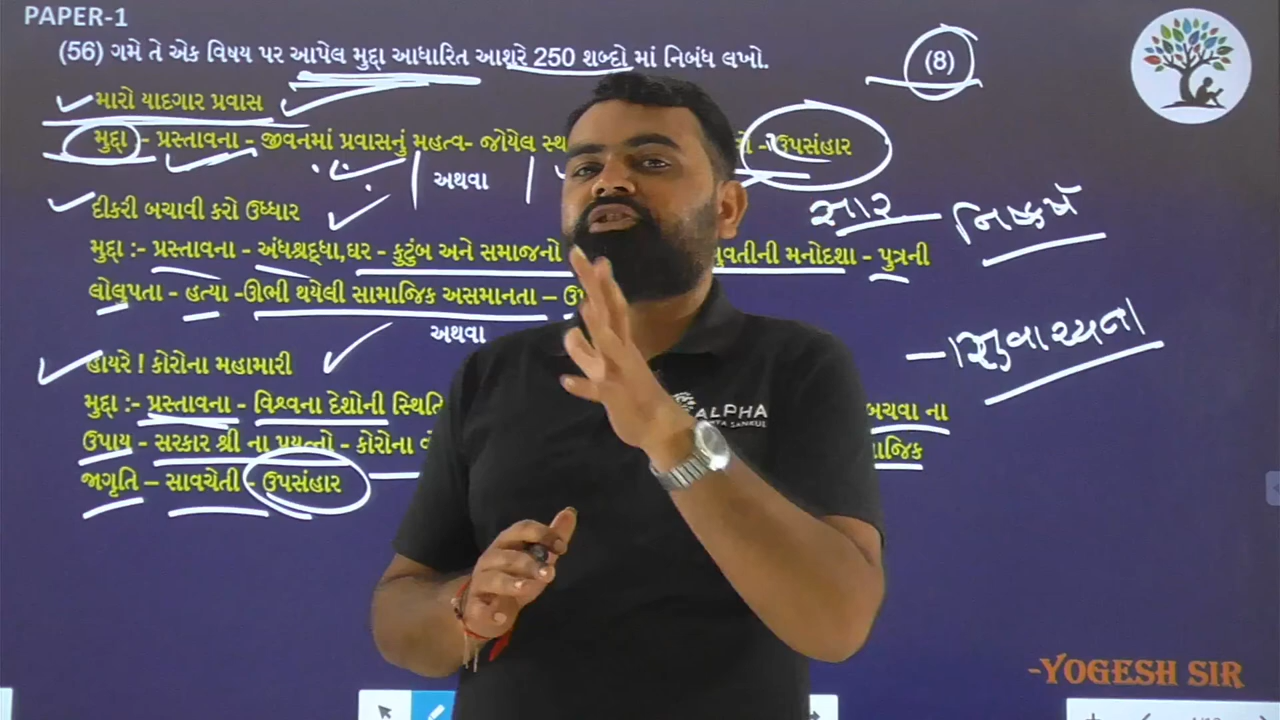 PAPER-1
(56) ગમે તે એક વિષય પર આપેલ મુદ્દા આધારિત આશરે 250 શબ્દો માં નિબંધ લખો. (8)
મારો યાદગાર પ્રવાસ
મુદ્દા - પ્રસ્તાવના - જીવનમાં પ્રવાસનું મહત્વ- જોયેલ - ઉપસંહાર
અથવા
સાર
નિષ્કર્ષ
દીકરી બચાવી કરો ઉધ્ધાર
મુદ્દા :- પ્રસ્તાવના - અંધશ્રદ્ધા,ઘર - કુટુંબ અને સમાજનો યુવતીની મનોદશા - પુત્રની
લોલુપતા - હત્યા -ઊભી થયેલી સામાજિક અસમાનતા –
અથવા
હાયરે ! કોરોના મહામારી
મુદ્દા :- પ્રસ્તાવના - વિશ્વના દેશોની સ્થિતિ બચવા ના
ઉપાય - સરકાર શ્રી ના પ્રયત્નો - કોરોના
જાગૃતિ – સાવચેતી - ઉપસંહાર
ALPHA
-YOGESH SIR